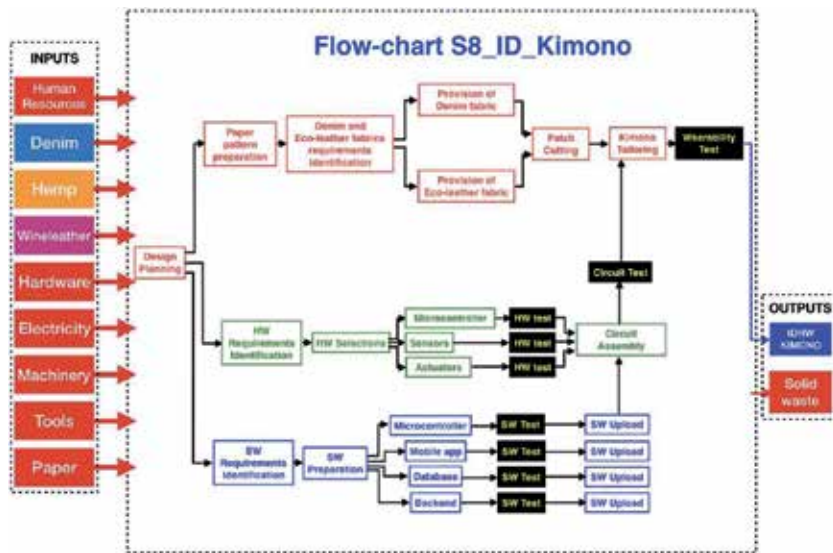 Flow-chart S8_ID_Kimono
INPUTS
Human
Resources
Denim
Hemp
Wineleather
Hardware
Electricity
Machinery
Tools
Paper
Design
Planning
Paper
pattern
preparation
Denim and
Eco-leather fabrics
requirements
identification
Provision of
Denim fabric
Provision of
Eco-leather fabric
Patch
Cutting
Kimono
Tailoring
Wearability
Test
Circuit Test
HW
Requirements
Identification
HW Selections
Microcontroller
Sensors
Actuators
HW test
HW test
HW test
Circuit
Assembly
SW
Requirements
Identification
SW
Preparation
Microcontroller
SW Test
SW Upload
Mobile app
SW Test
SW Upload
Database
SW Test
SW Upload
Backend
SW Test
SW Upload
OUTPUTS
IDHW
KIMONO
Solid
waste